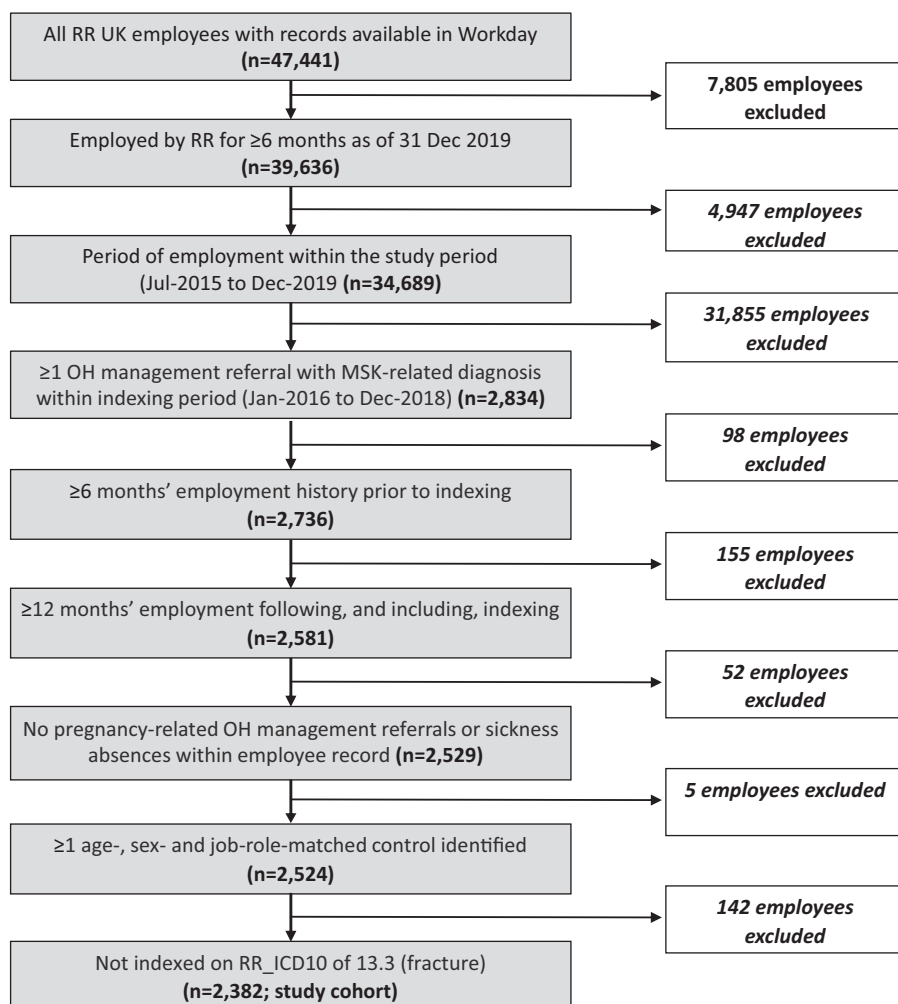 All RR UK employees with records available in Workday
(n=47,441)
7,805 employees
excluded
Employed by RR for ≥6 months as of 31 Dec 2019
(n=39,636)
4,947 employees
excluded
Period of employment within the study period
(Jul-2015 to Dec-2019 (n=34,689)
31,855 employees
excluded
≥1 OH management referral with MSK-related diagnosis
within indexing period (Jan-2016 to Dec-2018) (n=2,834)
98 employees
excluded
≥6 months’ employment history prior to indexing
(n=2,736)
155 employees
excluded
≥12 months’ employment following, and including, indexing
(n=2,581)
52 employees
excluded
No pregnancy-related OH management referrals or sickness
absences within employee record (n=2,529)
5 employees excluded
≥1 age-, sex- and job-role-matched control identified
(n=2,524)
142 employees
excluded
Not indexed on RR_ICD10 of 13.3 (fracture)
(n=2,382; study cohort)